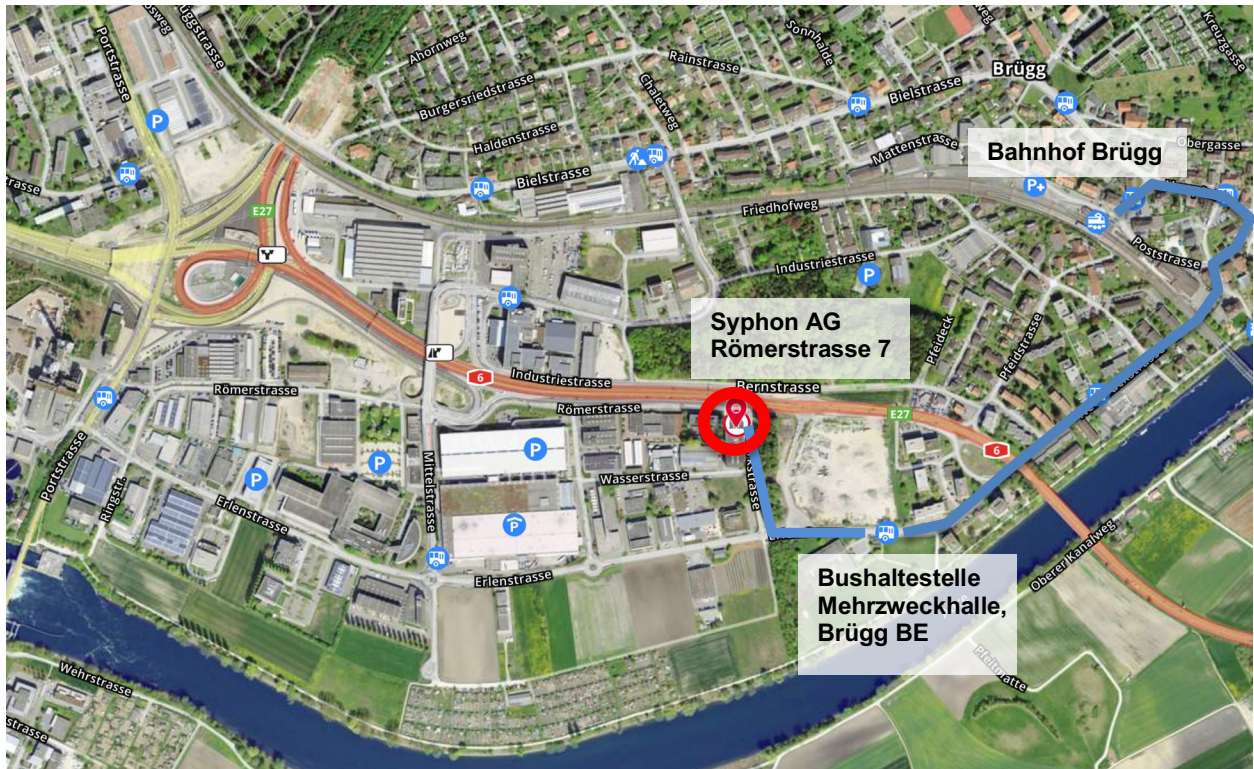 Portstrasse
Ahornweg
Rainstrasse
Sonnhalde
Kreuzgasse
Brügg
Burgersriedstrasse
Chaletweg
Bielstrasse
P
Haldenstrasse
Mattenstrasse
Obergasse
Bahnhof Brügg
Bielstrasse
P+
E27
Friedhofweg
Poststrasse
Industriestrasse
P
Syphon AG
Römerstrasse 7
Pfeideck
Pfeidstrasse
Industriestrasse
6
Bernstrasse
Römerstrasse
Römerstrasse
E27
6
Portstrasse
Ringstr.
P
P
Mittelstrasse
P
Wasserstrasse
Erlenstrasse
P
Erlenstrasse
Bushaltestelle
Mehrzweckhalle,
Brügg BE
Oberer Kanalweg
Pfeitmatte
Wehrstrasse